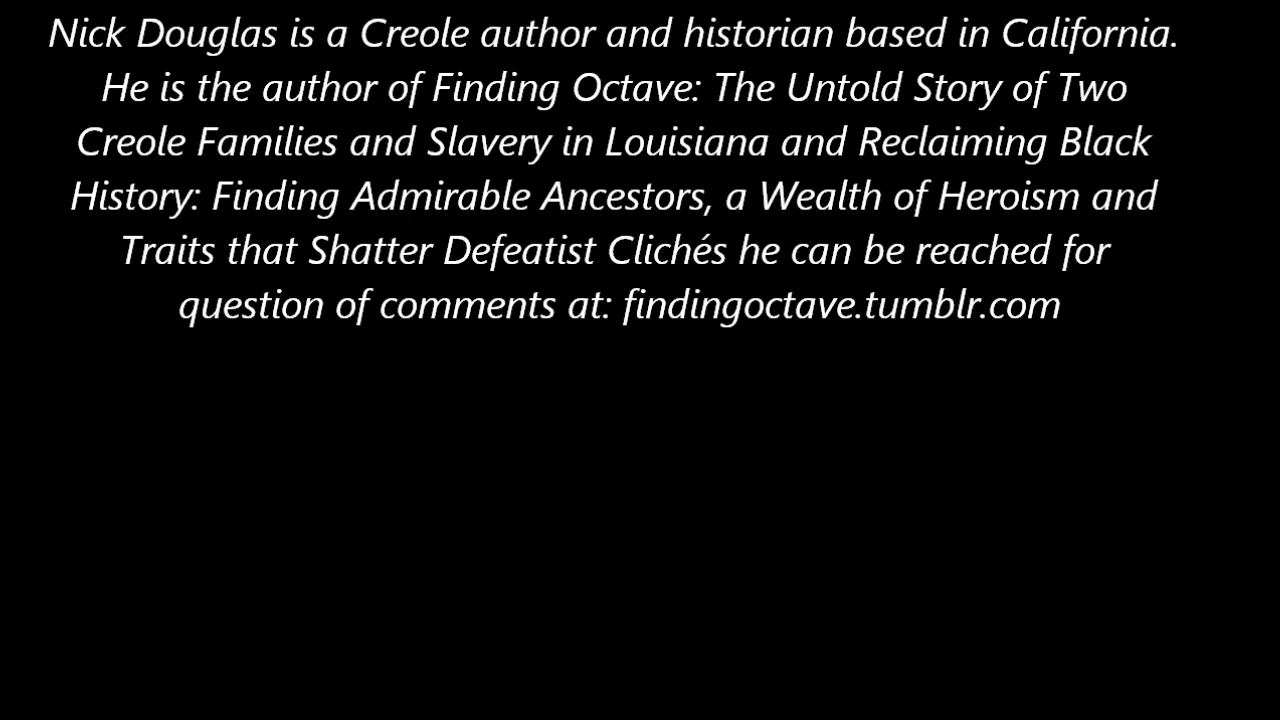 Nick Douglas is a Creole author and historian based in California.
He is the author of Finding Octave: The Untold Story of Two
Creole Families and Slavery in Louisiana and Reclaiming Black
History: Finding Admirable Ancestors, a Wealth of Heroism and
Traits that Shatter Defeatist Clichés he can be reached for
question of comments at: findingoctave.tumblr.com